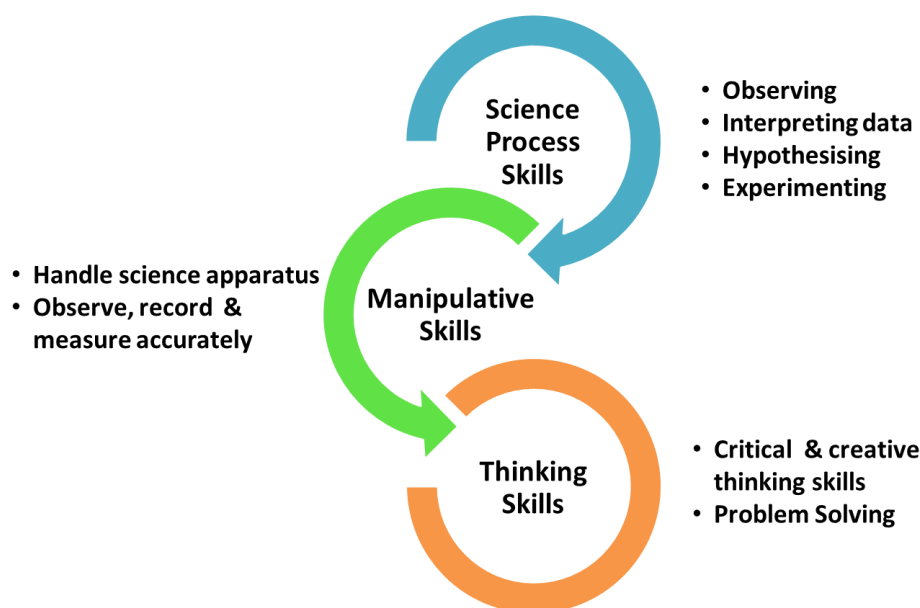 Science
Process
Skills
• Observing
• Interpreting data
• Hypothesising
• Experimenting
• Handle science apparatus
• Observe, record &
measure accurately
Manipulative
Skills
Thinking
Skills
• Critical & creative
thinking skills
• Problem Solving